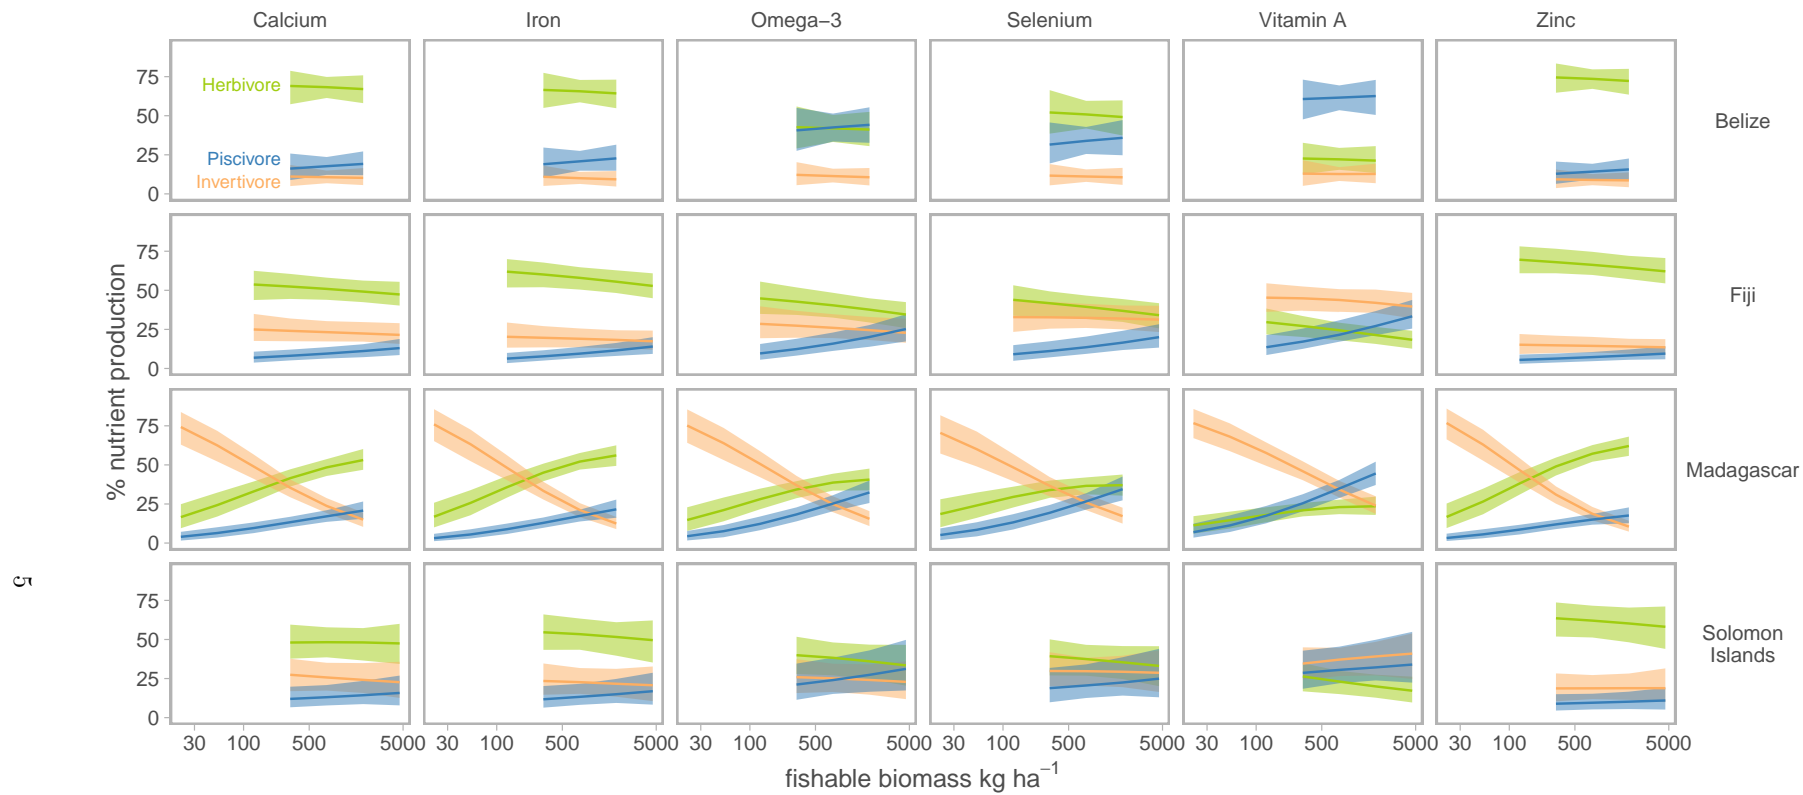 Calcium Iron Omega−3 Selenium Vitamin A Zinc
75
50
25
0
Herbivore
Piscivore
Invertivore
Belize
75
50
25
0
Fiji
75
50
25
0
Madagascar
75
50
25
0
Solomon
Islands
% nutrient production
30 100 500 5000 30 100 500 5000 30 100 500 5000 30 100 500 5000 30 100 500 5000 30 100 500 5000
fishable biomass kg ha⁻¹
5